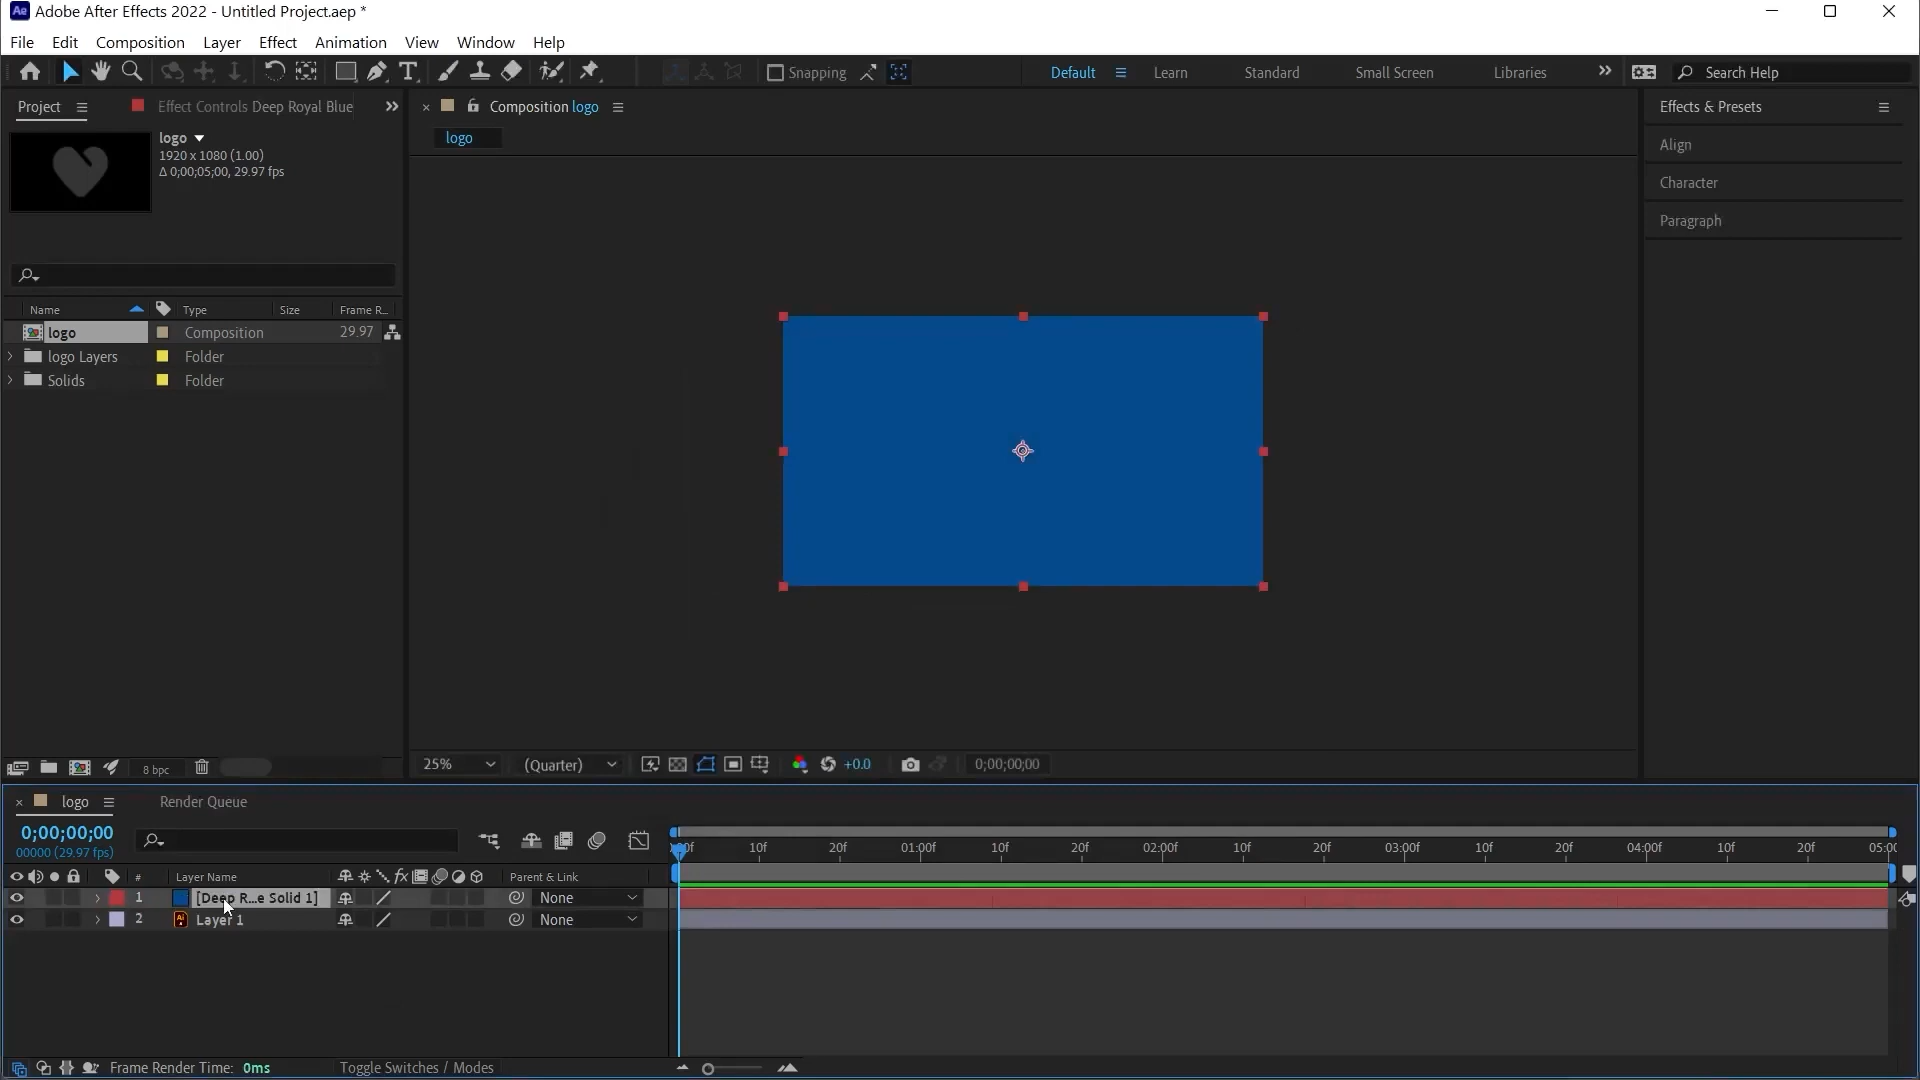 Ae Adobe After Effects 2022 - Untitled Project.aep *
File Edit Composition Layer Effect Animation View Window Help
Snapping Default Learn Standard Small Screen Libraries Search Help
Project Effect Controls Deep Royal Blue
Composition logo
Effects & Presets
logo
1920 x 1080 (1.00)
Δ 0;00;05;00, 29.97 fps
logo
Align
Character
Paragraph
Name Type Size Frame R...
logo Composition 29.97
logo Layers Folder
Solids Folder
8 bpc
25% (Quarter) +0.0 0;00;00;00
logo Render Queue
0;00;00;00
00000 (29.97 fps)
10f 20f 01:00f 10f 20f 02:00f 10f 20f 03:00f 10f 20f 04:00f 10f 20f
# Layer Name fx Parent & Link
1 [Deep R...e Solid 1] None
2 Ai Layer 1 None
Frame Render Time: 0ms Toggle Switches / Modes